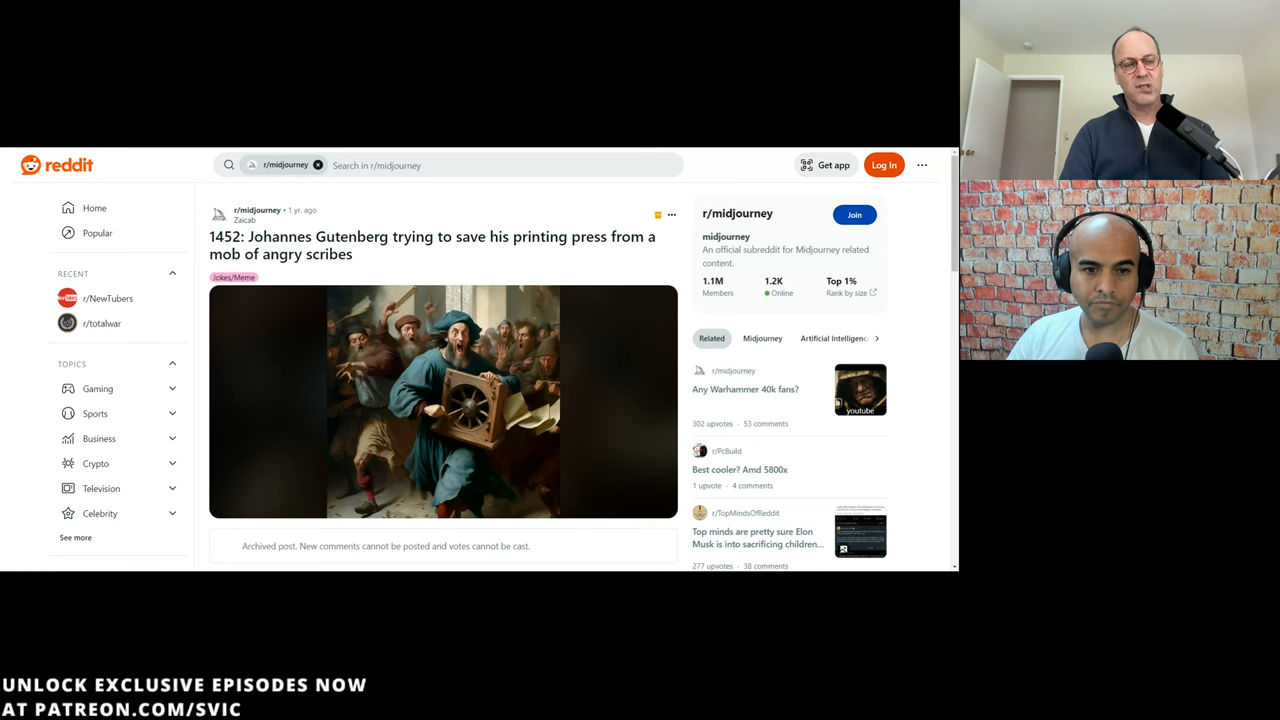 reddit
r/midjourney
Search in r/midjourney
Get app
Log In
Home
Popular
RECENT
r/NewTubers
r/totalwar
TOPICS
Gaming
Sports
Business
Crypto
Television
Celebrity
See more
r/midjourney • 1 yr. ago
Zaicab
1452: Johannes Gutenberg trying to save his printing press from a
mob of angry scribes
Jokes/Meme
Archived post. New comments cannot be posted and votes cannot be cast.
r/midjourney
Join
midjourney
An official subreddit for Midjourney related
content.
1.1M
1.2K
Top 1%
Members
Online
Rank by size
Related
Midjourney
Artificial Intelligenc
r/midjourney
Any Warhammer 40k fans?
youtube
302 upvotes • 53 comments
r/PcBuild
Best cooler? Amd 5800x
1 upvote • 4 comments
r/TopMindsOfReddit
Top minds are pretty sure Elon
Musk is into sacrificing children...
277 upvotes • 38 comments
UNLOCK EXCLUSIVE EPISODES NOW
AT PATREON.COM/SVIC